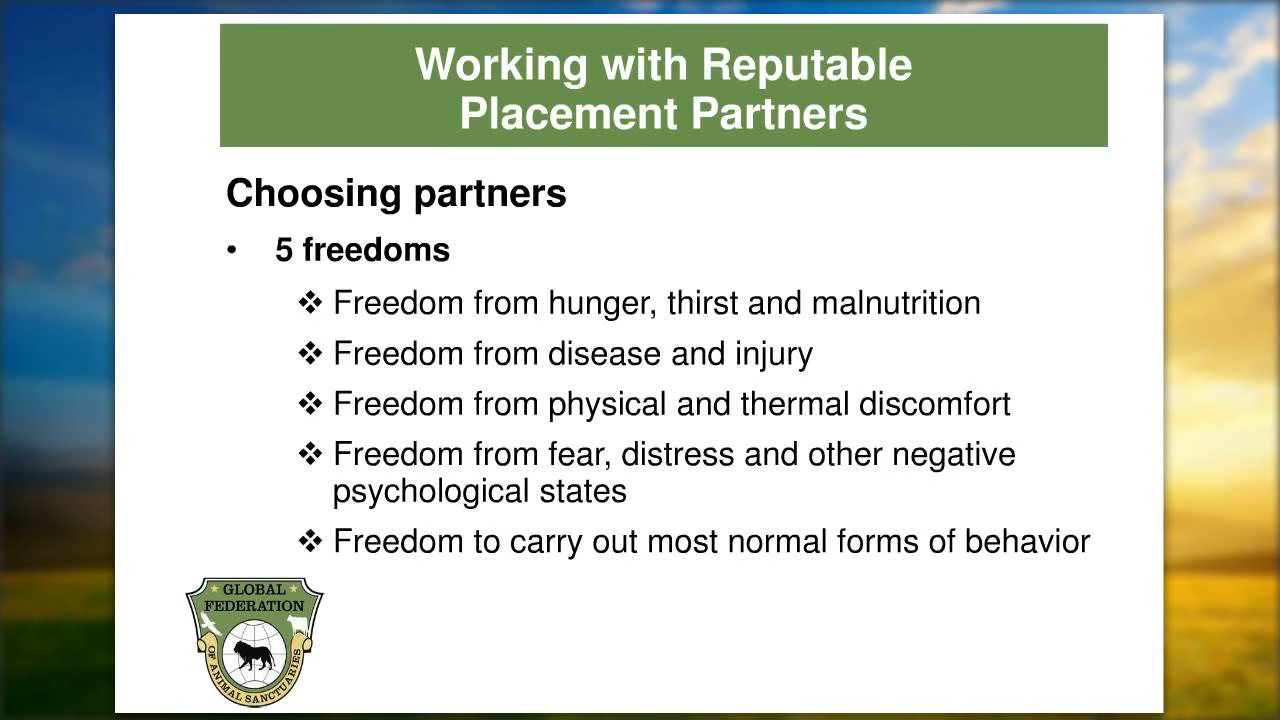 Working with Reputable
Placement Partners
Choosing partners
• 5 freedoms
❖ Freedom from hunger, thirst and malnutrition
❖ Freedom from disease and injury
❖ Freedom from physical and thermal discomfort
❖ Freedom from fear, distress and other negative
psychological states
❖ Freedom to carry out most normal forms of behavior
GLOBAL
FEDERATION
OF ANIMAL SANCTUARIES